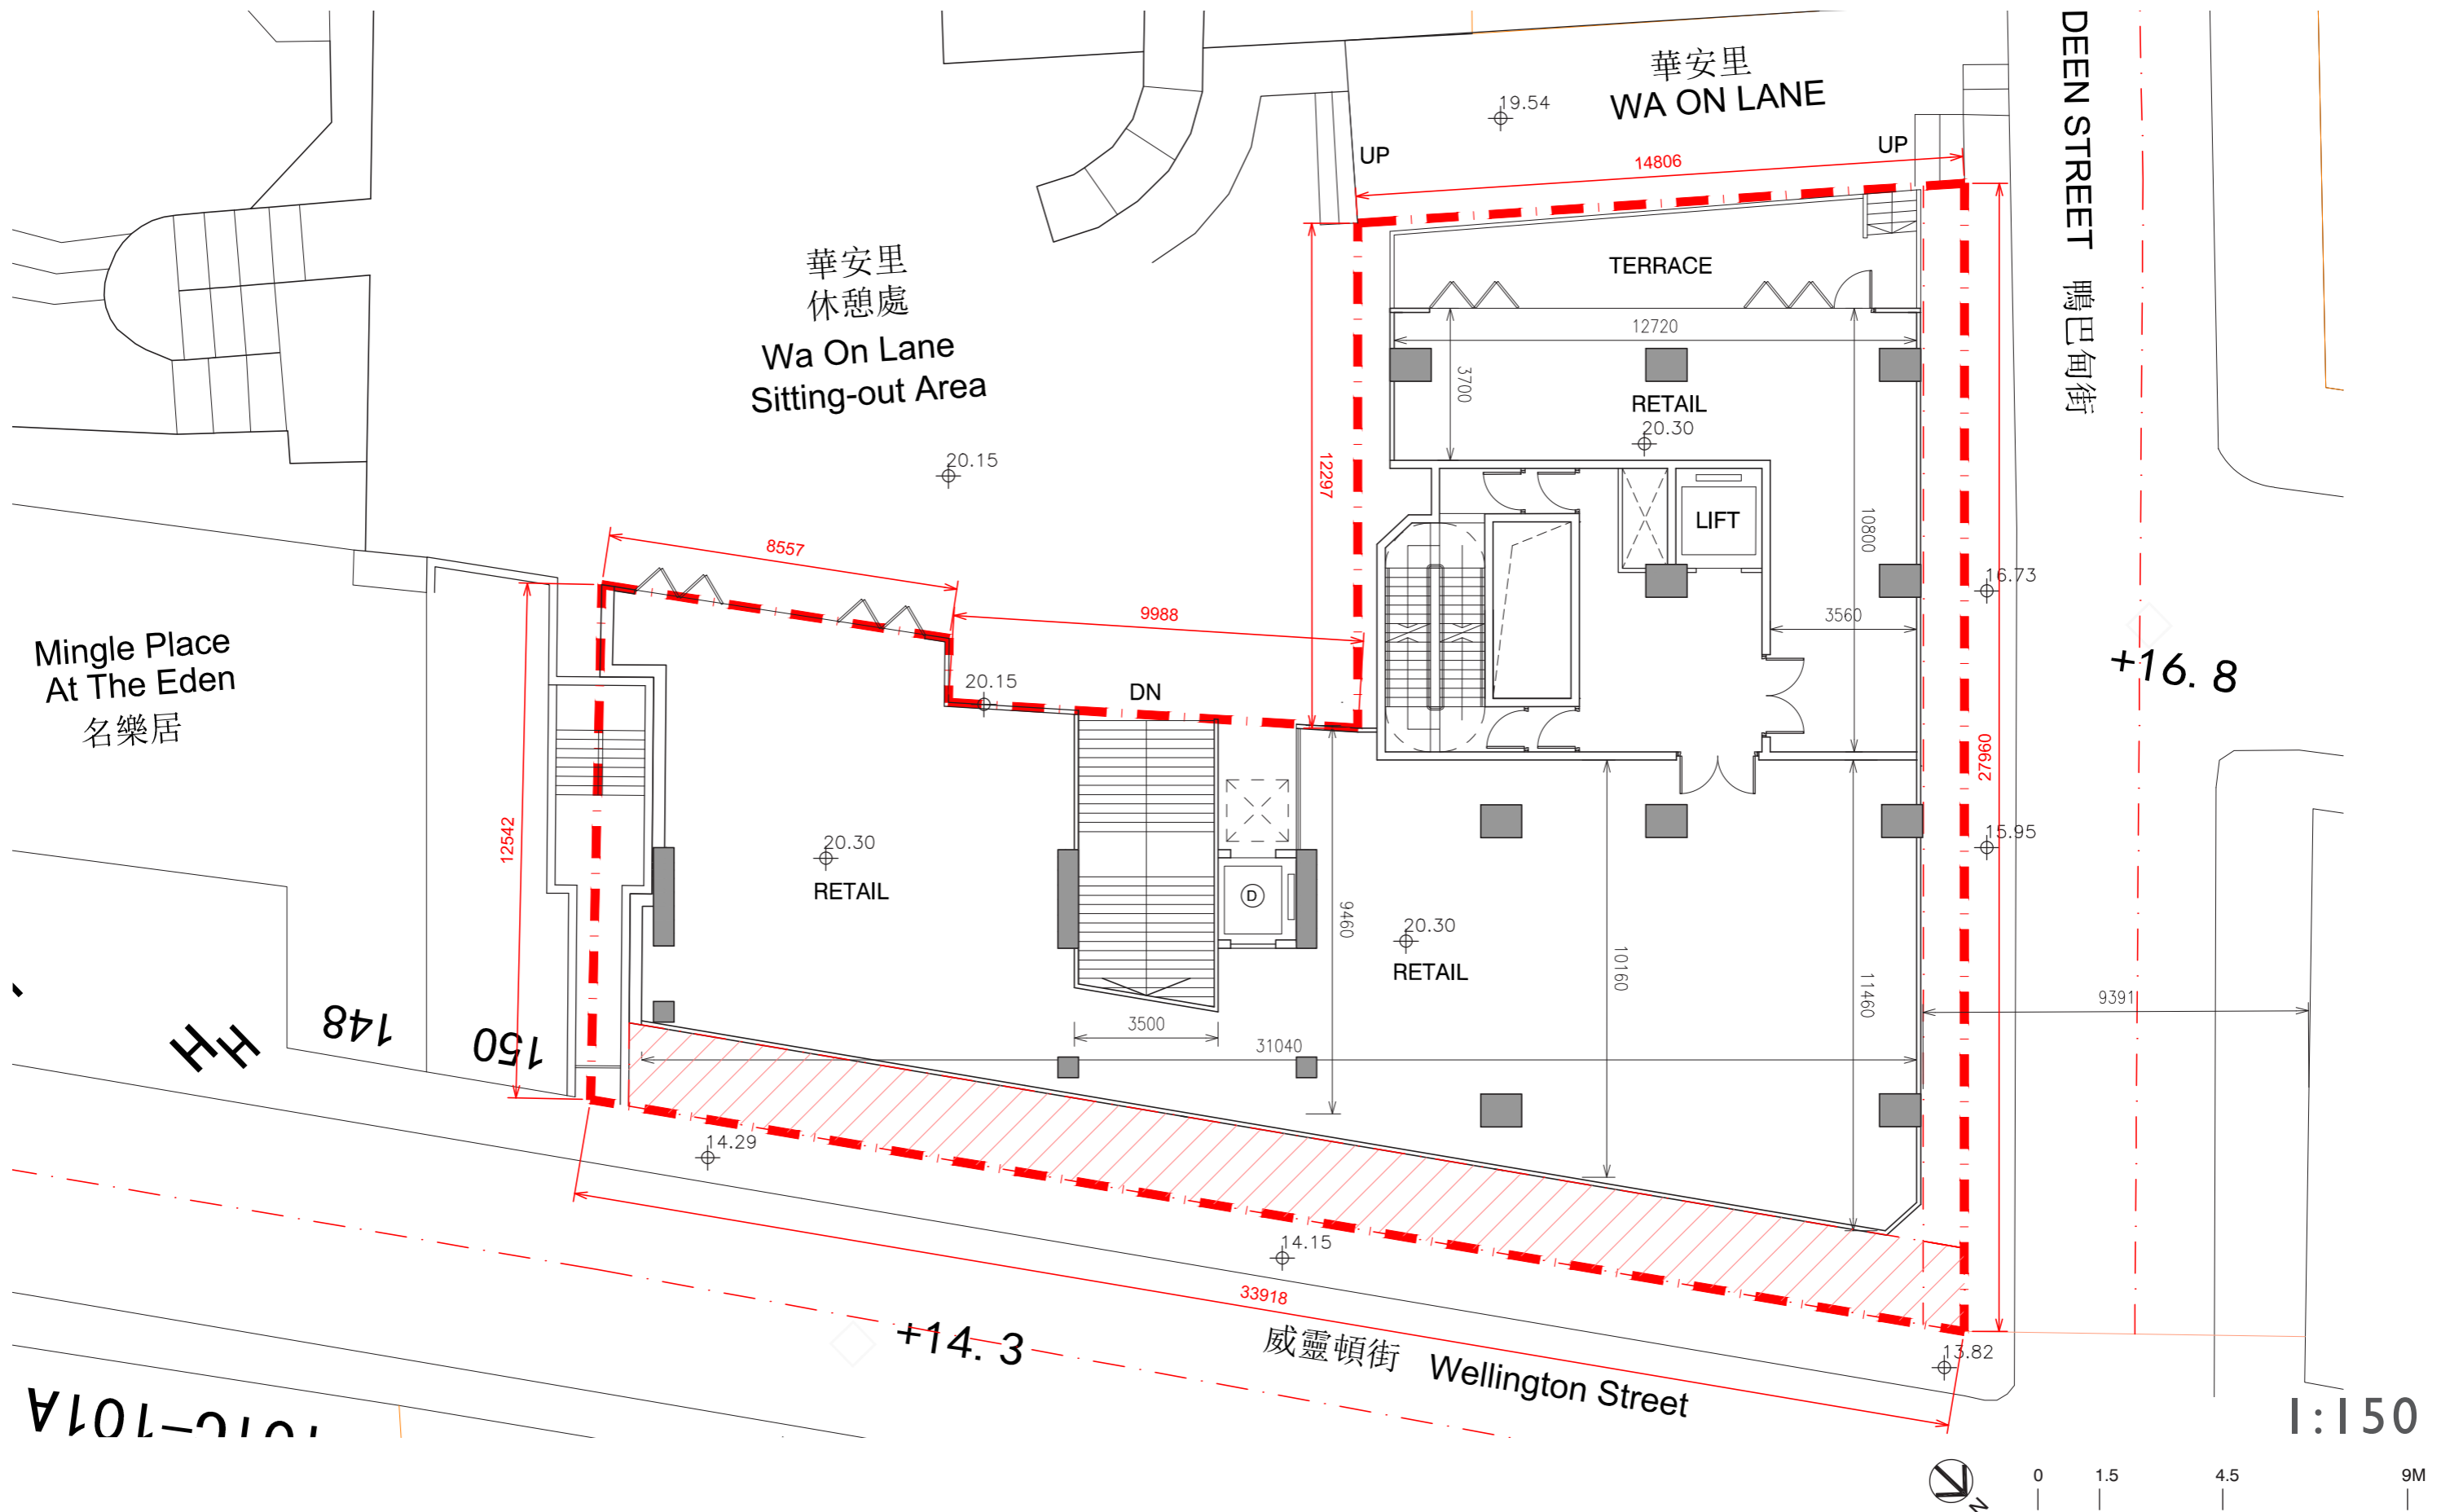 華安里
WA ON LANE
19.54
UP
UP
14806
DEEN STREET 鴨巴甸街
華安里
休憩處
Wa On Lane
Sitting-out Area
TERRACE
12720
3700
RETAIL
20.30
12297
20.15
LIFT
10800
8557
9988
16.73
3560
Mingle Place
At The Eden
名樂居
20.15
DN
+16.8
27960
12542
20.30
RETAIL
15.95
D
9460
20.30
RETAIL
10160
11460
9391
148
150
3500
31040
14.29
14.15
33918
+14.3
威靈頓街 Wellington Street
13.82
1:150
N
0 1.5 4.5 9M